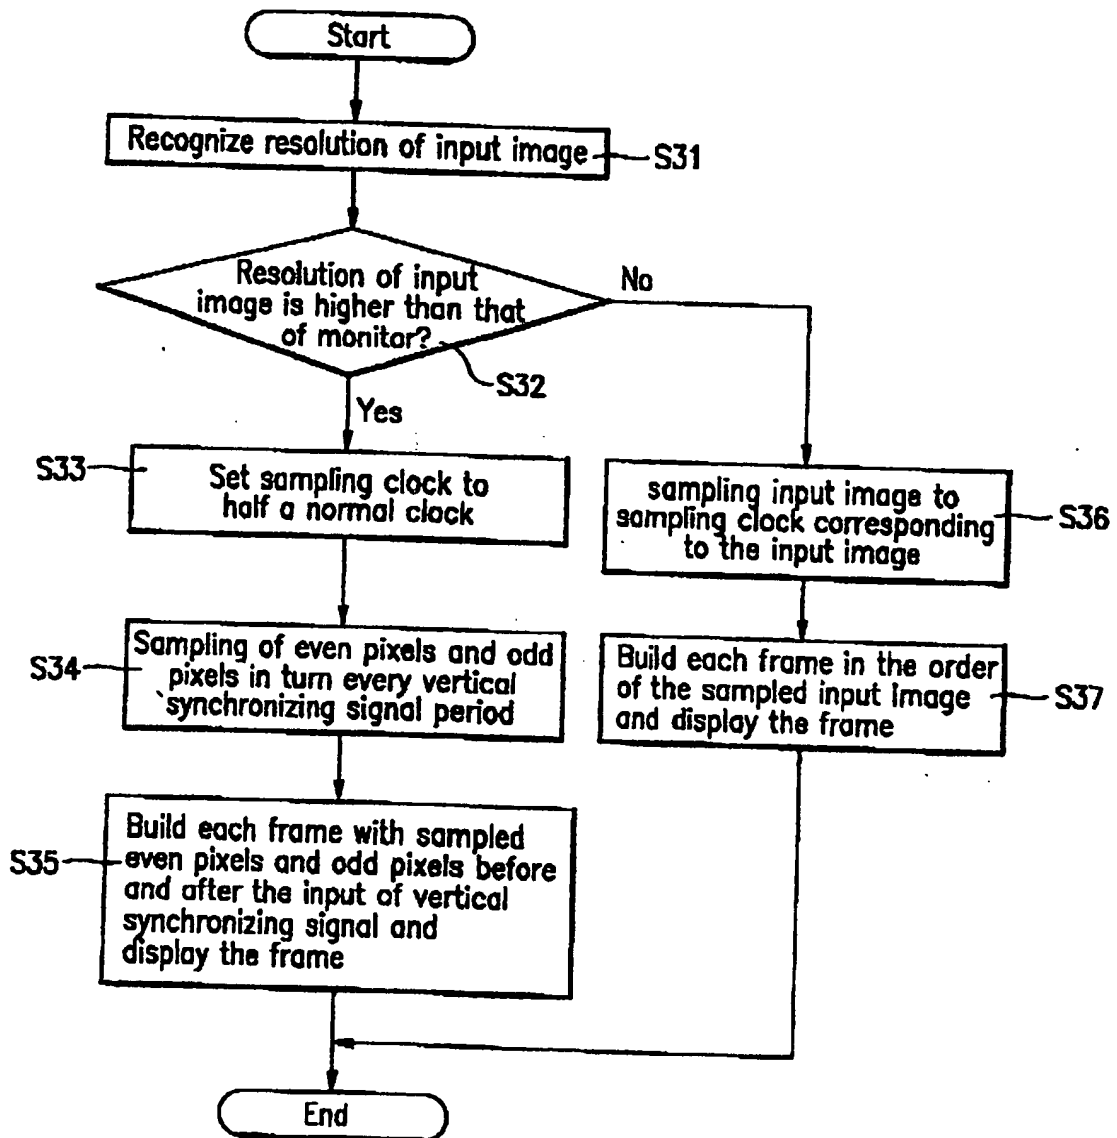 Start
Recognize resolution of input image
S31
Resolution of input
image is higher than that
of monitor?
S32
No
Yes
S33
Set sampling clock to
half a normal clock
sampling input image to
sampling clock corresponding
to the input image
S36
S34
Sampling of even pixels and odd
pixels in turn every vertical
synchronizing signal period
Build each frame in the order
of the sampled input image
and display the frame
S37
S35
Build each frame with sampled
even pixels and odd pixels before
and after the input of vertical
synchronizing signal and
display the frame
End